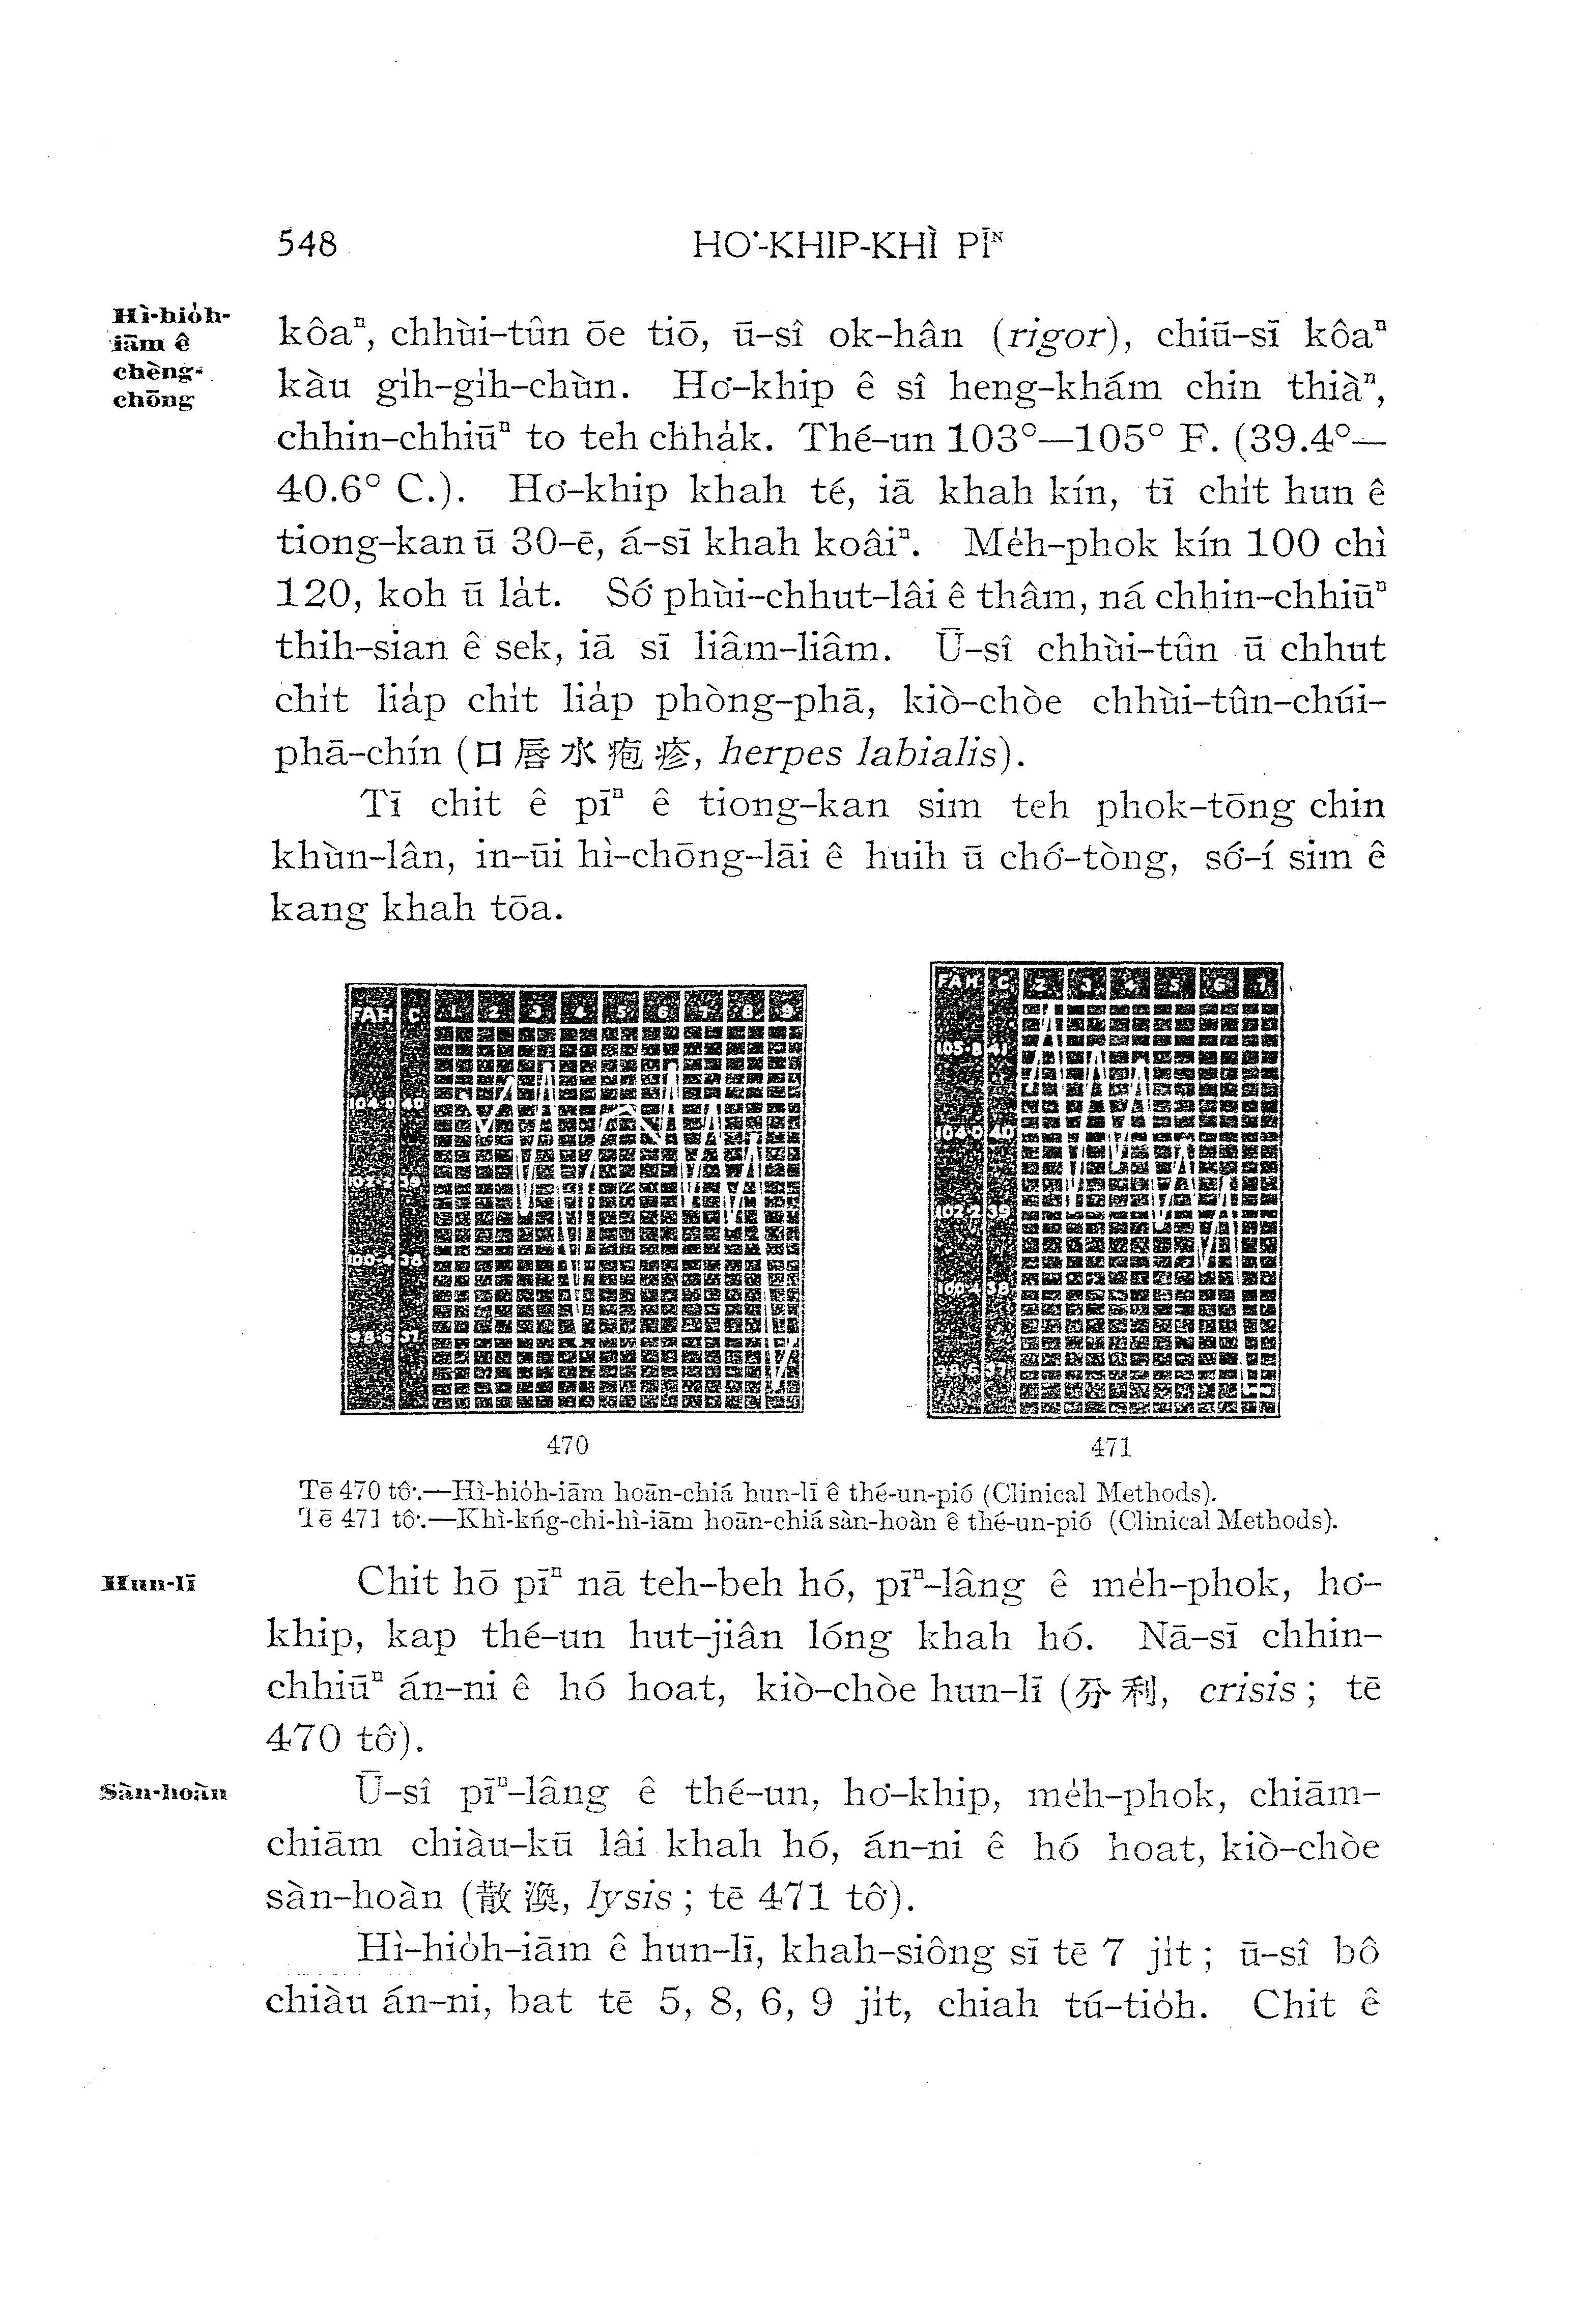 548 HO͘-KHIP-KHÌ PĪᴺ
Hì-hio̍h-
iām ê
chèng-
chōng
kôaⁿ, chhùi-tûn ōe tiō, ū-sî ok-hân (rigor), chiū-sī kôaⁿ
kàu gi̍h-gi̍h-chùn. Ho͘-khip ê sî heng-khám chin thiàⁿ,
chhin-chhiūⁿ to teh chha̍k. Thé-un 103°—105° F. (39.4°—
40.6° C.). Ho͘-khip khah té, iā khah kín, tī chi̍t hun ê
tiong-kan ū 30-ē, á-sī khah koâiⁿ. Me̍h-phok kín 100 chì
120, koh ū la̍t. Só͘ phùi-chhut-lâi ê thâm, ná chhin-chhiūⁿ
thih-sian ê sek, iā sī liâm-liâm. Ū-sî chhùi-tûn ū chhut
chi̍t lia̍p chi̍t lia̍p phòng-phā, kiò-chòe chhùi-tûn-chúi-
phā-chín (口唇水疱疹, herpes labialis).
Tī chit ê pīⁿ ê tiong-kan sim teh phok-tōng chin
khùn-lân, in-ūi hì-chōng-lāi ê huih ū chó͘-tòng, só͘-í sim ê
kang khah tōa.
FAH C. 1 2 3 4 5 6 7 8 9
104·0 40
102·2 39
100·4 38
98·6 37
470
FAH C. 2 3 4 5 6 7
105·8 41
104·0 40
102·2 39
100·4 38
98·6 37
471
Tē 470 tô͘.—Hì-hio̍h-iām hoān-chiá hun-lī ê thé-un-pió (Clinical Methods).
Tē 471 tô͘.—Khì-kńg-chi-hì-iām hoān-chiá sàn-hoàn ê thé-un-pió (Clinical Methods).
Hun-lī
Chit hō pīⁿ nā teh-beh hó, pīⁿ-lâng ê me̍h-phok, ho͘-
khip, kap thé-un hut-jiân lóng khah hó. Nā-sī chhin-
chhiūⁿ án-ni ê hó hoat, kiò-chòe hun-lī (分利, crisis; tē
470 tô͘).
Sàn-hoàn
Ū-sî pīⁿ-lâng ê thé-un, ho͘-khip, me̍h-phok, chiām-
chiām chiàu-kū lâi khah hó, án-ni ê hó hoat, kiò-chòe
sàn-hoàn (散渙, lysis; tē 471 tô͘).
Hì-hio̍h-iām ê hun-lī, khah-siông sī tē 7 ji̍t; ū-sî bô
chiàu án-ni, bat tē 5, 8, 6, 9 ji̍t, chiah tú-tio̍h. Chit ê